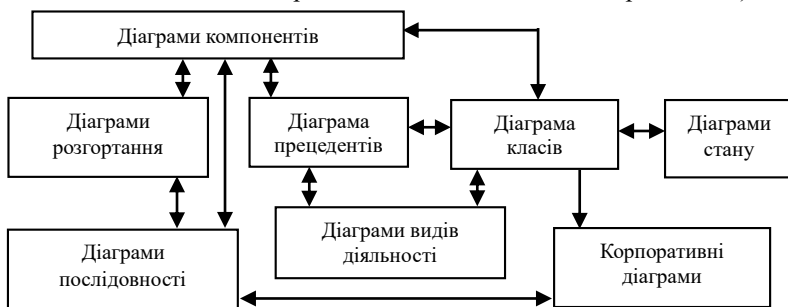 Діаграми компонентів
Діаграми
розгортання
Діаграма
прецедентів
Діаграма
класів
Діаграми
стану
Діаграми видів
діяльності
Діаграми
послідовності
Корпоративні
діаграми